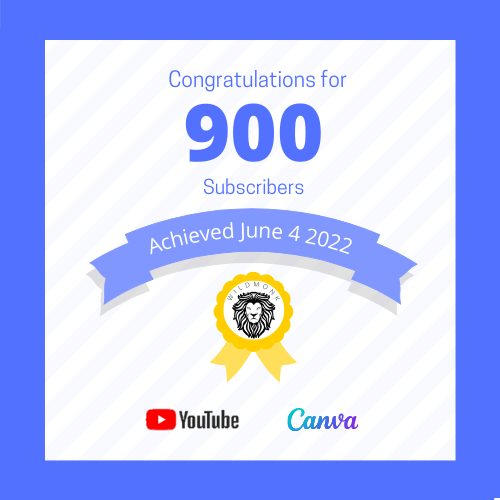 Congratulations for
900
Subscribers
Achieved June 4 2022
WILDMONK
YouTube
Canva